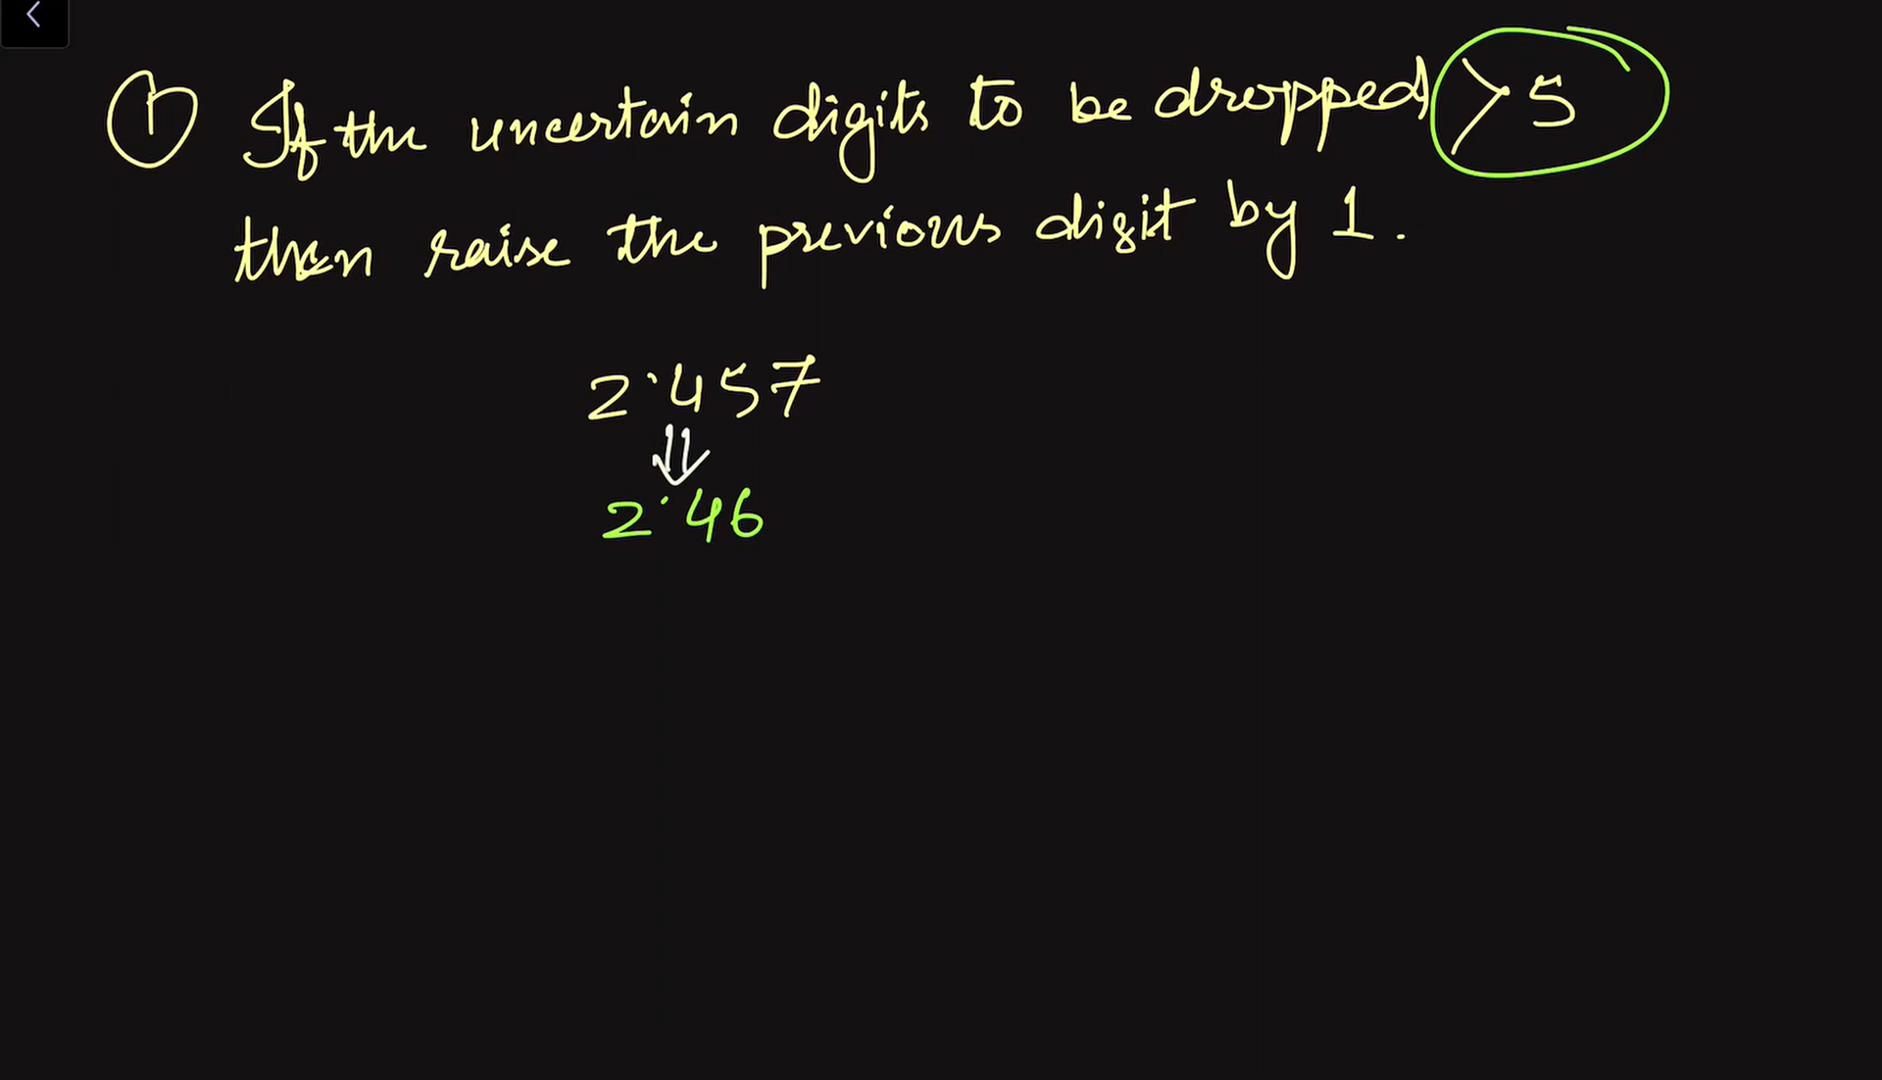 ① If the uncertain digits to be dropped > 5
then raise the previous digit by 1.
2.457
⇓
2.46